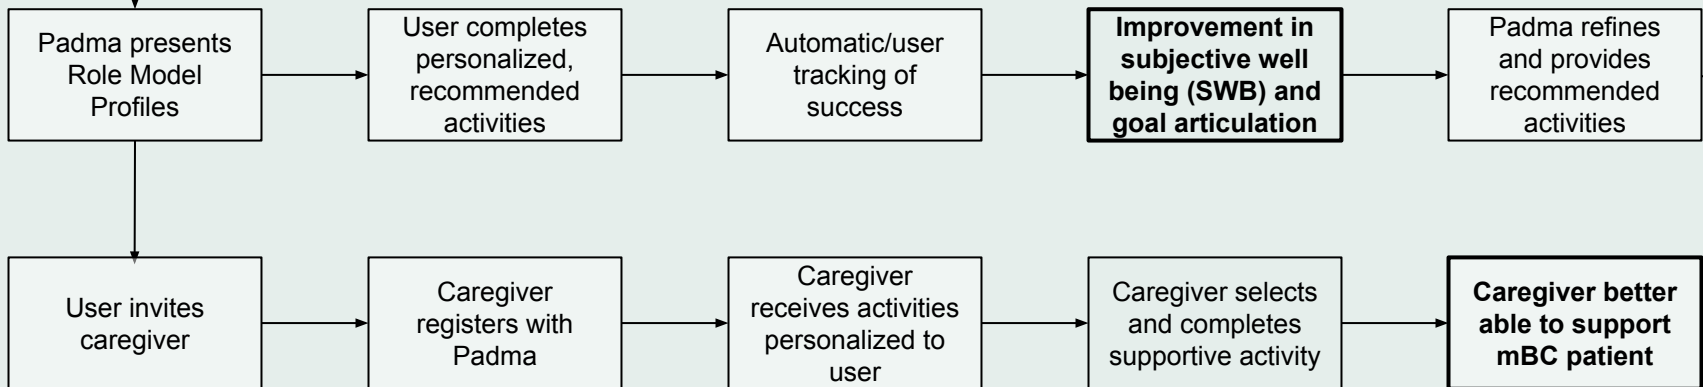 Padma presents
Role Model
Profiles
User completes
personalized,
recommended
activities
Automatic/user
tracking of
success
Improvement in
subjective well
being (SWB) and
goal articulation
Padma refines
and provides
recommended
activities
User invites
caregiver
Caregiver
registers with
Padma
Caregiver
receives activities
personalized to
user
Caregiver selects
and completes
supportive activity
Caregiver better
able to support
mBC patient